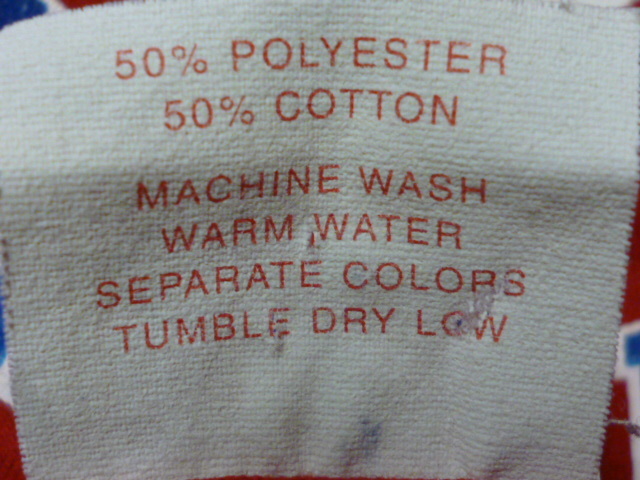 50% POLYESTER
50% COTTON
MACHINE WASH
WARM WATER
SEPARATE COLORS
TUMBLE DRY LOW